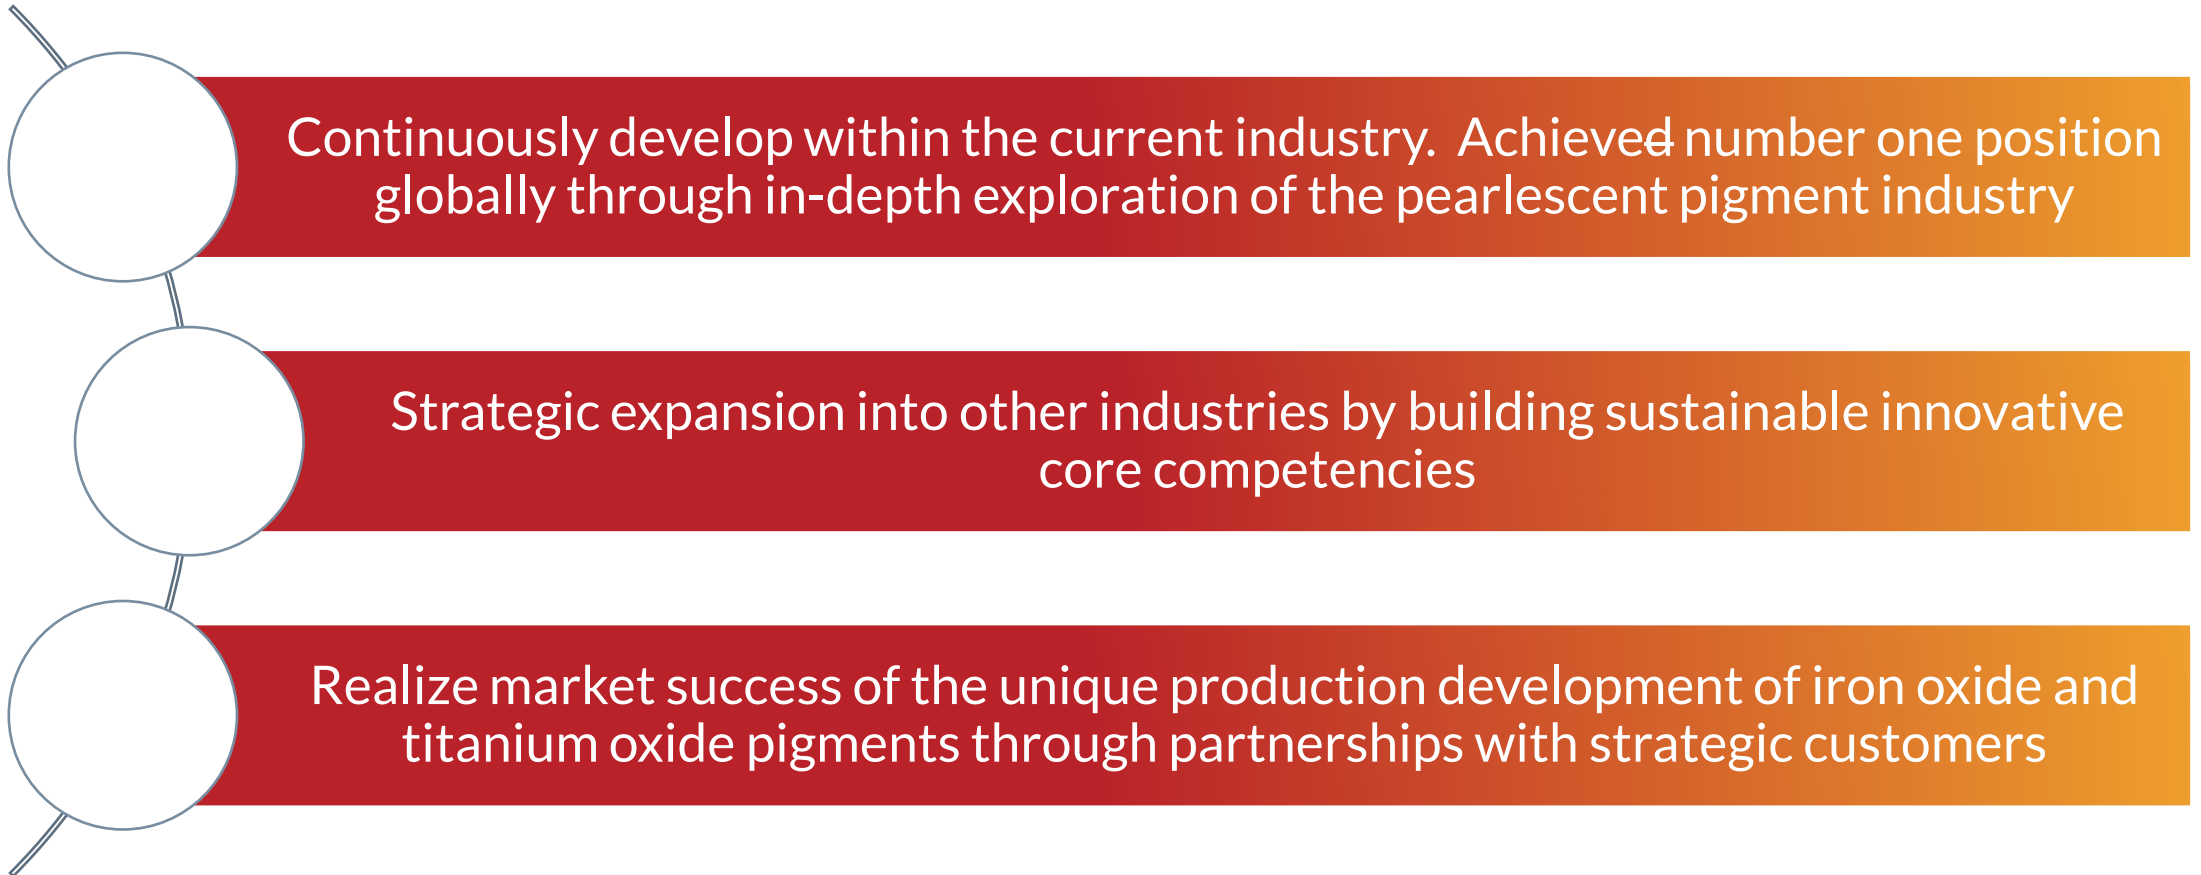 Continuously develop within the current industry.  Achieved number one position
globally through in-depth exploration of the pearlescent pigment industry
Strategic expansion into other industries by building sustainable innovative
core competencies
Realize market success of the unique production development of iron oxide and
titanium oxide pigments through partnerships with strategic customers